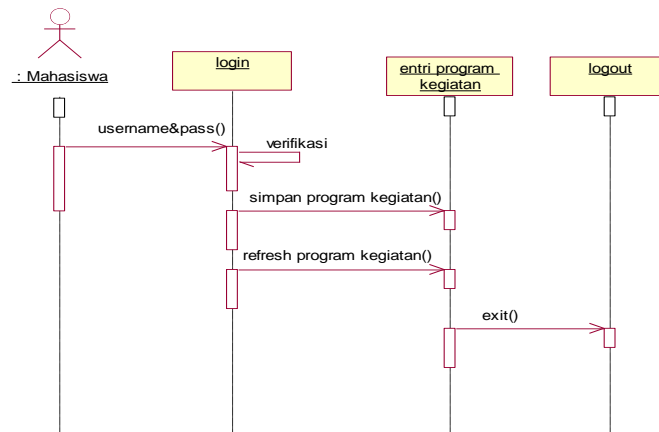 : Mahasiswa
login
entri program
kegiatan
logout
username&pass()
verifikasi
simpan program kegiatan()
refresh program kegiatan()
exit()